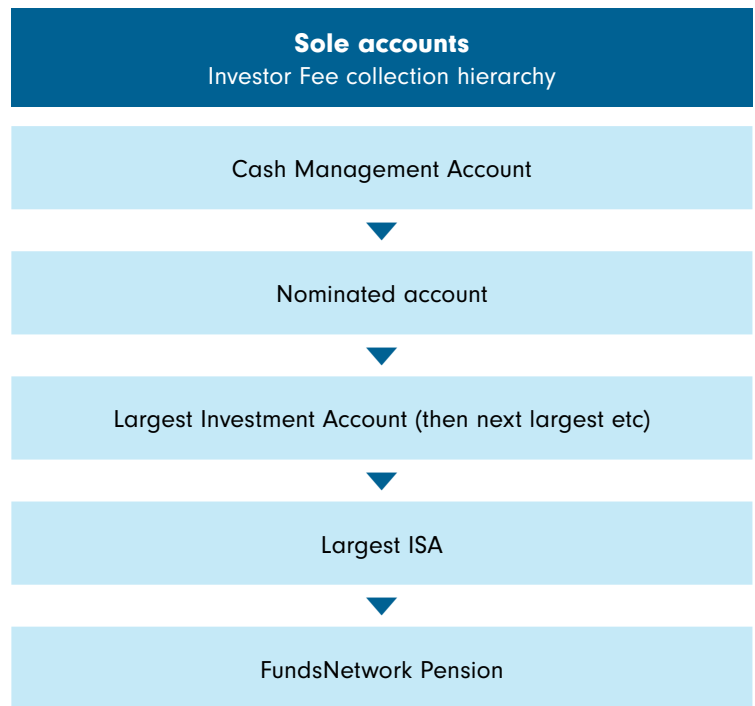 Sole accounts
Investor Fee collection hierarchy
Cash Management Account
Nominated account
Largest Investment Account (then next largest etc)
Largest ISA
FundsNetwork Pension